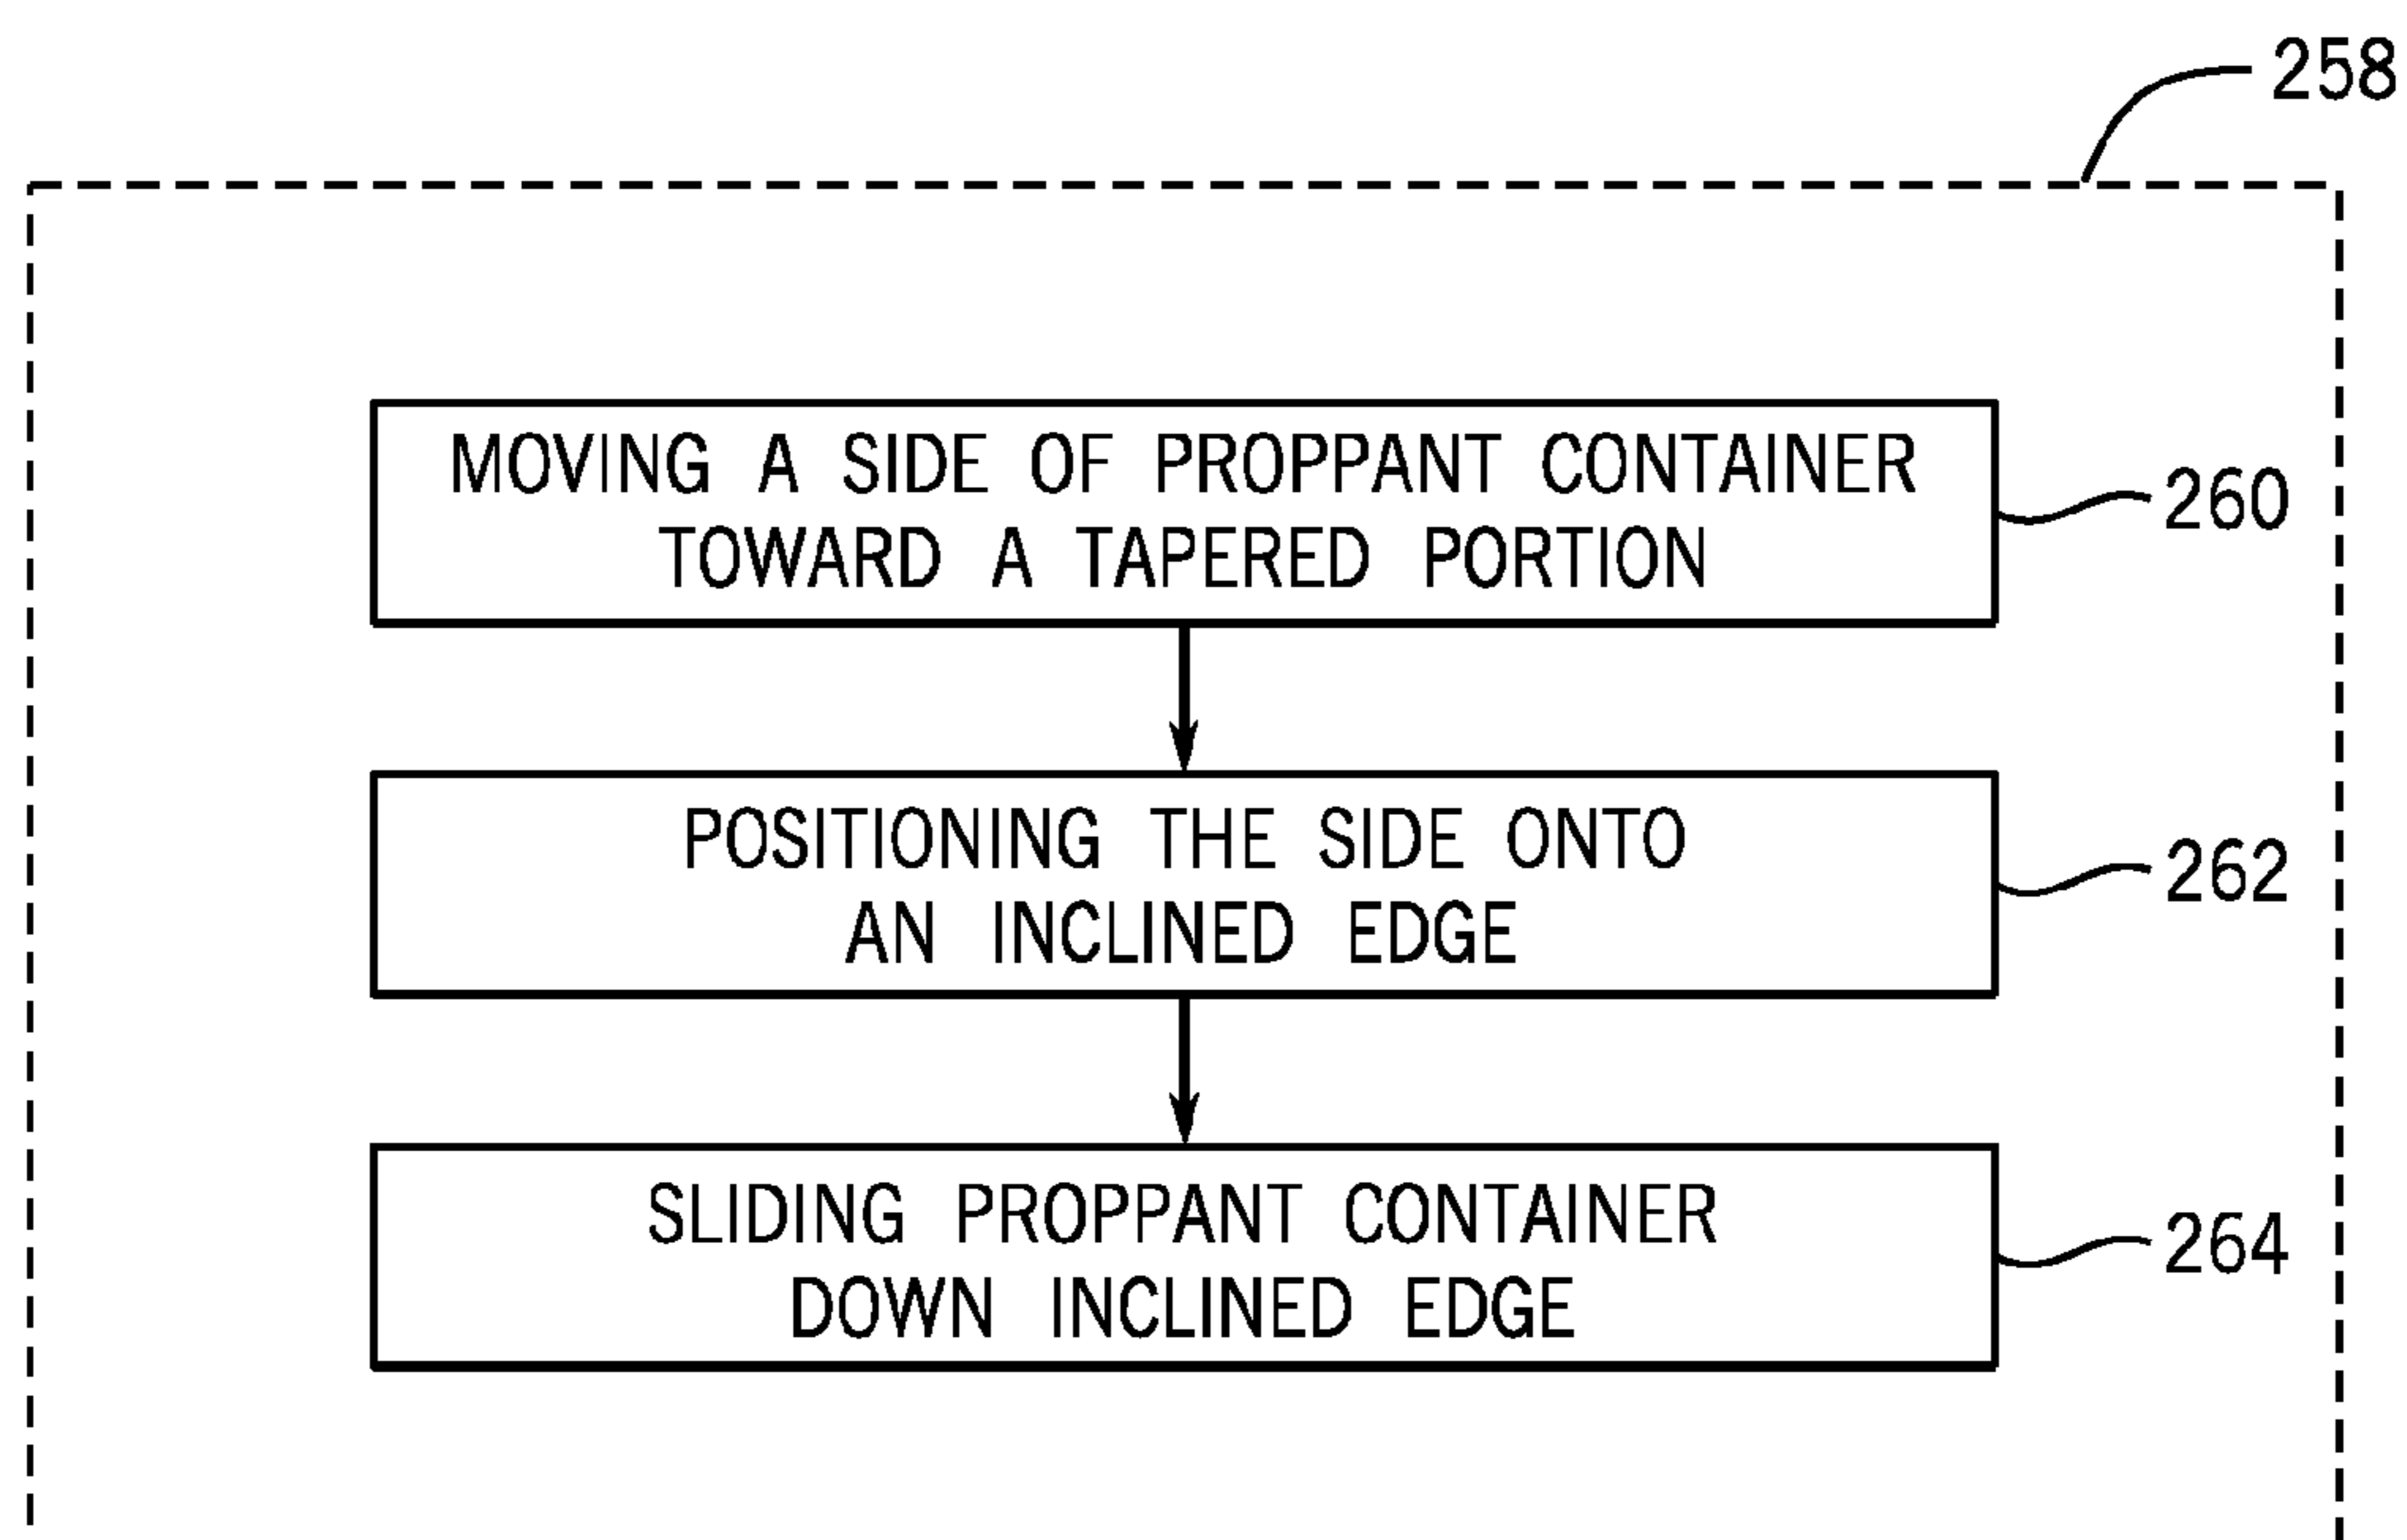 258
MOVING A SIDE OF PROPPANT CONTAINER
TOWARD A TAPERED PORTION
260
POSITIONING THE SIDE ONTO
AN INCLINED EDGE
262
SLIDING PROPPANT CONTAINER
DOWN INCLINED EDGE
264